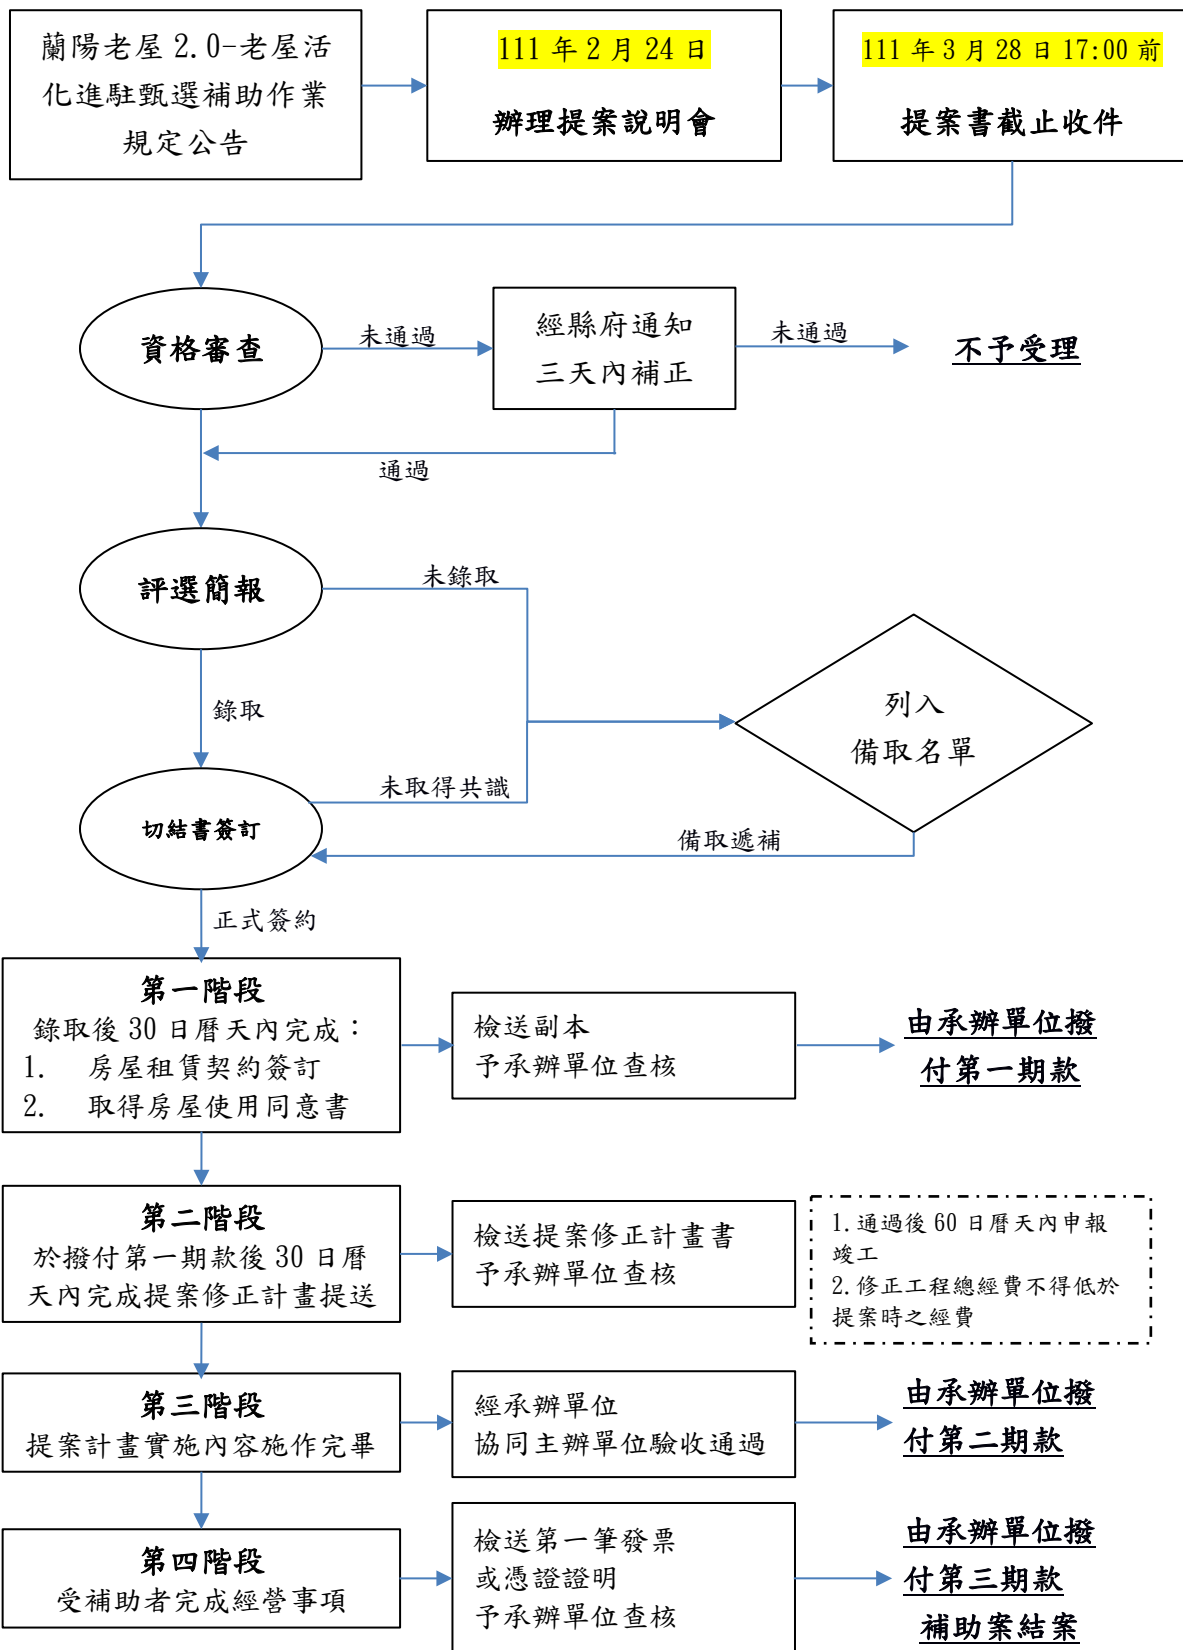 蘭陽老屋 2.0-老屋活
化進駐甄選補助作業
規定公告
111 年 2 月 24 日
辦理提案說明會
111 年 3 月 28 日 17:00 前
提案書截止收件
資格審查
未通過
經縣府通知
三天內補正
未通過
不予受理
通過
評選簡報
未錄取
錄取
列入
備取名單
未取得共識
切結書簽訂
備取遞補
正式簽約
第一階段
錄取後 30 日曆天內完成：
1. 房屋租賃契約簽訂
2. 取得房屋使用同意書
檢送副本
予承辦單位查核
由承辦單位撥
付第一期款
第二階段
於撥付第一期款後 30 日曆
天內完成提案修正計畫提送
檢送提案修正計畫書
予承辦單位查核
1.通過後 60 日曆天內申報
竣工
2.修正工程總經費不得低於
提案時之經費
第三階段
提案計畫實施內容施作完畢
經承辦單位
協同主辦單位驗收通過
由承辦單位撥
付第二期款
第四階段
受補助者完成經營事項
檢送第一筆發票
或憑證證明
予承辦單位查核
由承辦單位撥
付第三期款
補助案結案